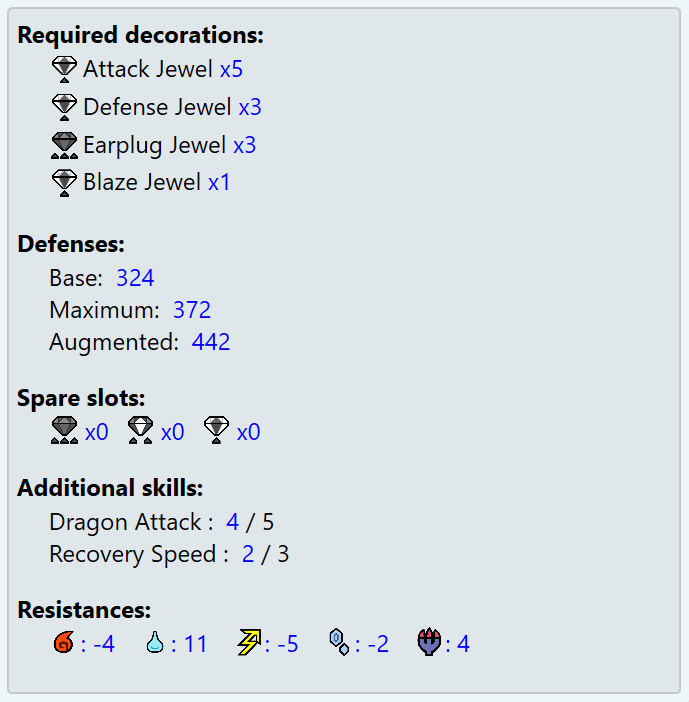 Required decorations:
Attack Jewel x5
Defense Jewel x3
Earplug Jewel x3
Blaze Jewel x1
Defenses:
Base: 324
Maximum: 372
Augmented: 442
Spare slots:
x0 x0 x0
Additional skills:
Dragon Attack : 4 / 5
Recovery Speed : 2 / 3
Resistances:
: -4 : 11 : -5 : -2 : 4